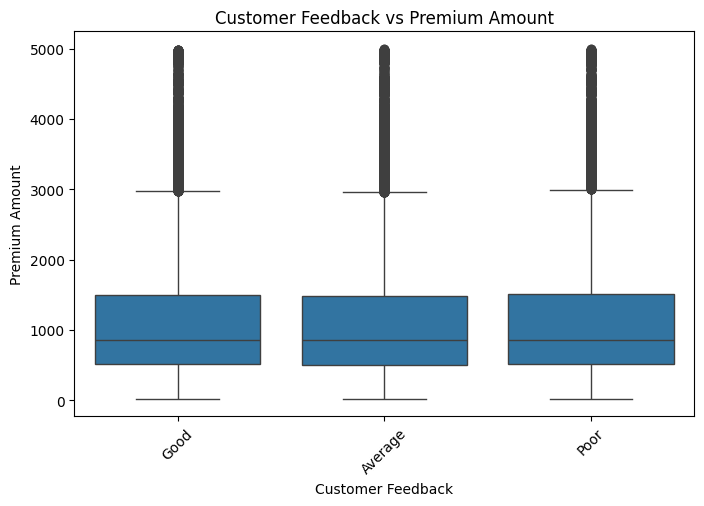 Customer Feedback vs Premium Amount
Premium Amount
5000
4000
3000
2000
1000
0
Good
Average
Poor
Customer Feedback